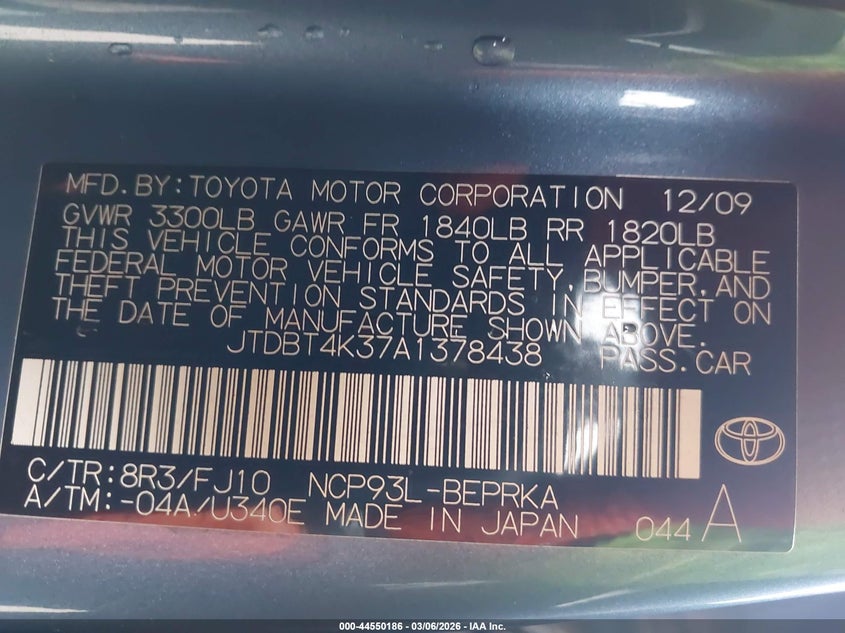 MFD.BY:TOYOTA MOTOR CORPORATION 12/09
GVWR 3300LB GAWR FR 1840LB RR 1820LB
THIS VEHICLE CONFORMS TO ALL APPLICABLE
FEDERAL MOTOR VEHICLE SAFETY,BUMPER,AND
THEFT PREVENTION STANDARDS IN EFFECT ON
THE DATE OF MANUFACTURE SHOWN ABOVE.
JTDBT4K37A1378438 PASS.CAR
C/TR:8R3/FJ10 NCP93L-BEPRKA
A/TM:-04A/U340E MADE IN JAPAN 044 A
000-44550186 - 03/06/2026 - IAA Inc.